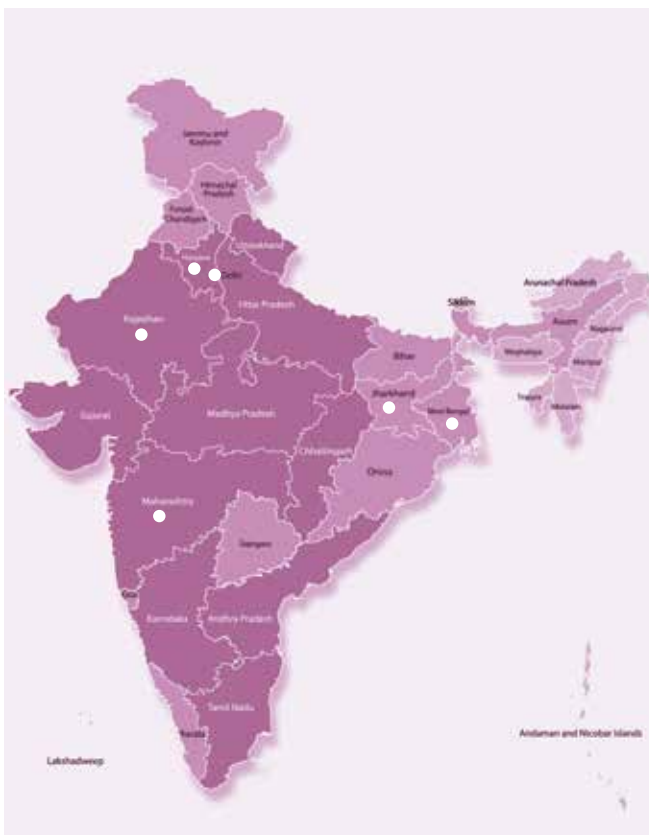 Jammu and
Kashmir
Himachal
Pradesh
Punjab
Chandigarh
Uttarakhand
Haryana
Delhi
Uttar Pradesh
Rajasthan
Arunachal Pradesh
Sikkim
Assam
Nagaland
Meghalaya
Manipur
Tripura
Mizoram
Bihar
Jharkhand
West Bengal
Gujarat
Madhya Pradesh
Chhattisgarh
Orissa
Maharashtra
Goa
Karnataka
Andhra Pradesh
Tamil Nadu
Kerala
Andaman and Nicobar Islands
Lakshadweep